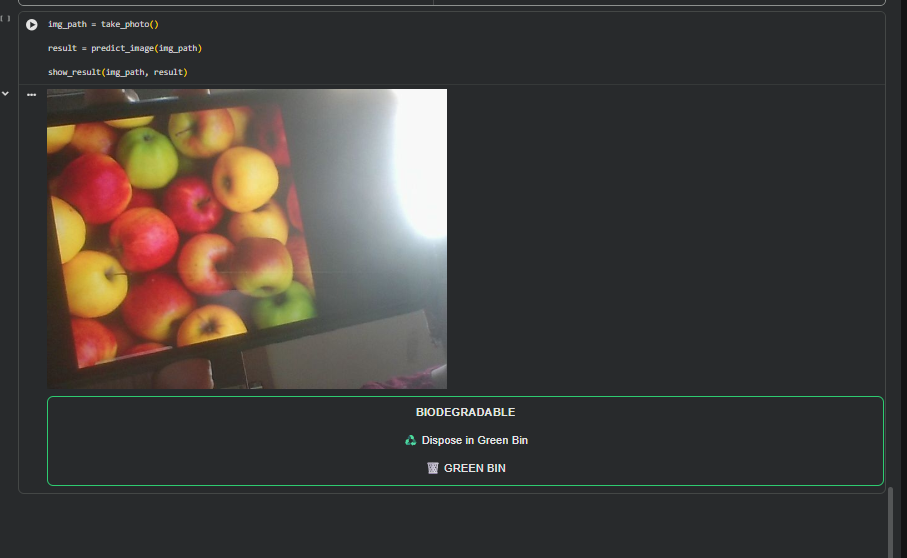 [ ]
img_path = take_photo()
result = predict_image(img_path)
show_result(img_path, result)
BIODEGRADABLE
♻ Dispose in Green Bin
🗑 GREEN BIN